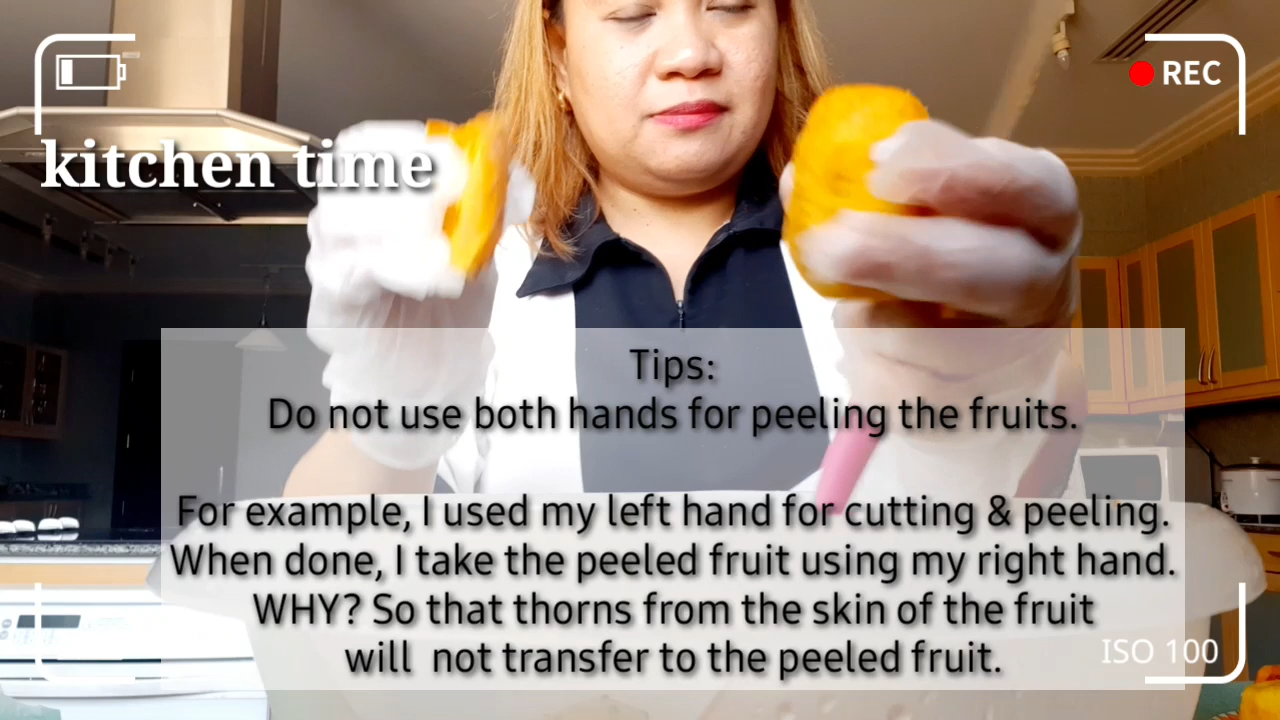 REC
kitchen time
Tips:
Do not use both hands for peeling the fruits.
For example, I used my left hand for cutting & peeling.
When done, I take the peeled fruit using my right hand.
WHY? So that thorns from the skin of the fruit
will not transfer to the peeled fruit.
ISO 100